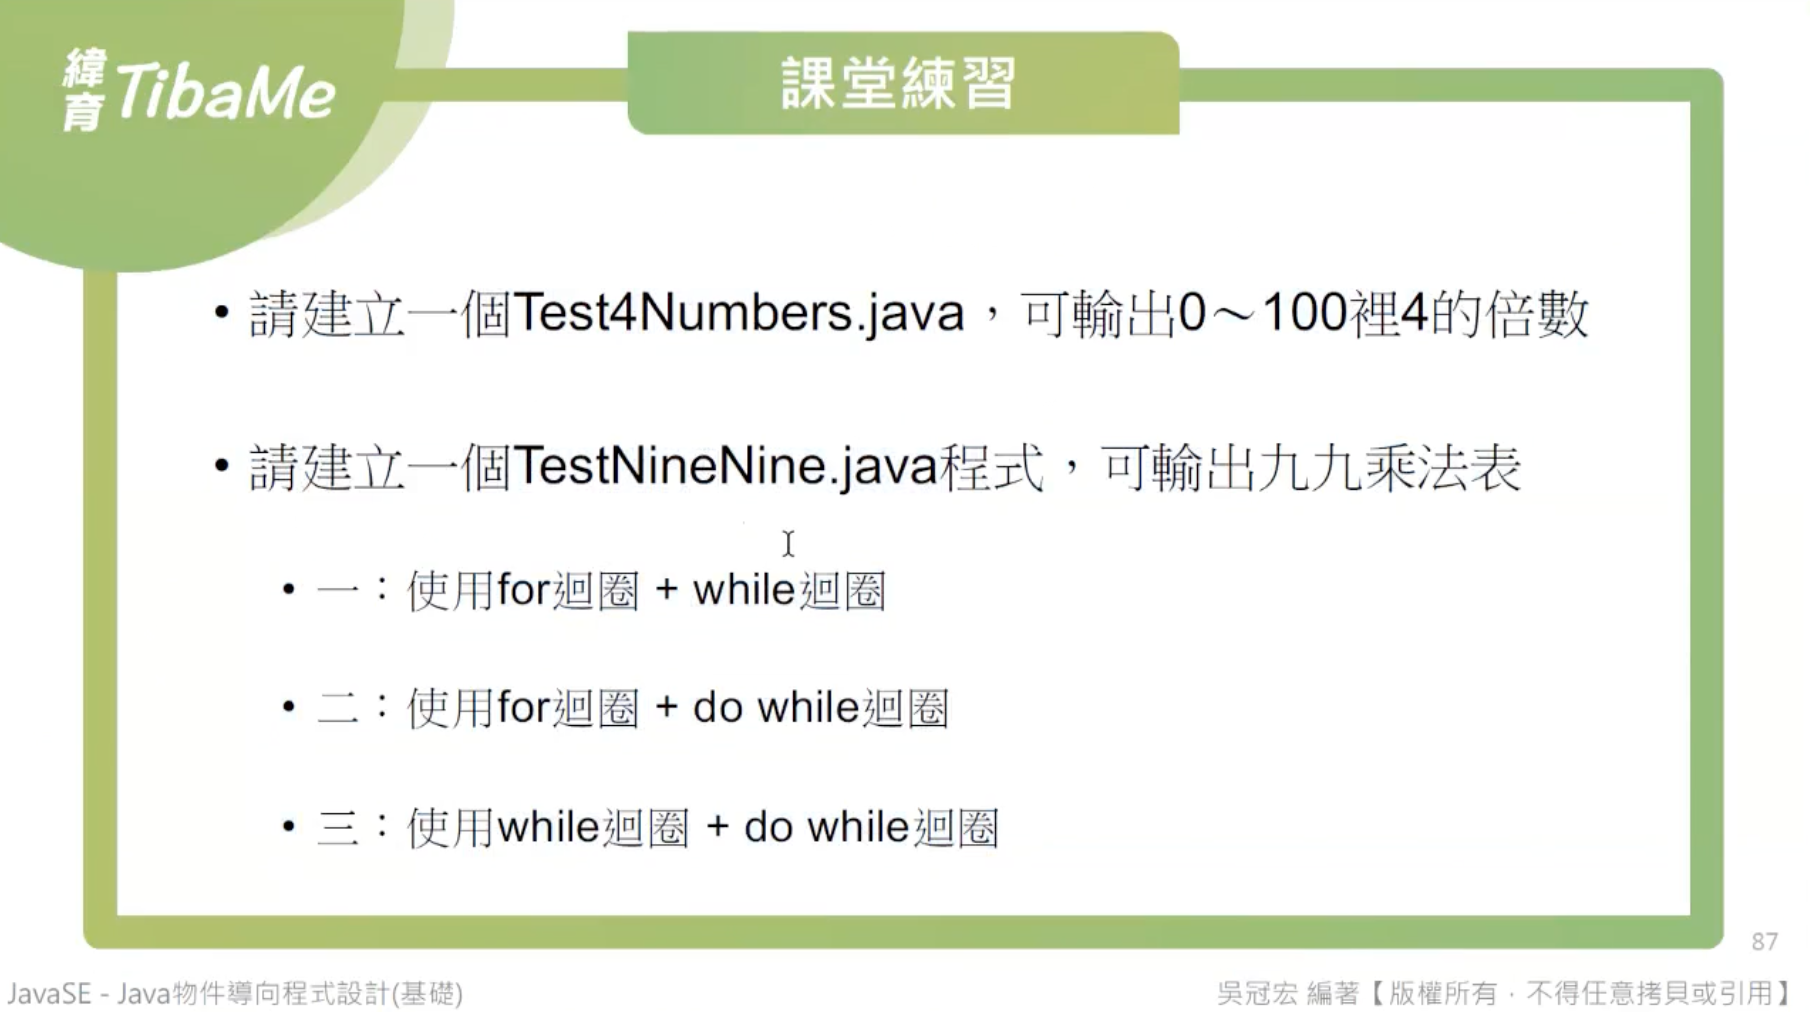 緯育 TibaMe
課堂練習
• 請建立一個Test4Numbers.java，可輸出0～100裡4的倍數
• 請建立一個TestNineNine.java程式，可輸出九九乘法表
• 一：使用for迴圈 + while迴圈
• 二：使用for迴圈 + do while迴圈
• 三：使用while迴圈 + do while迴圈
87
JavaSE - Java物件導向程式設計(基礎)
吳冠宏 編著【版權所有，不得任意拷貝或引用】